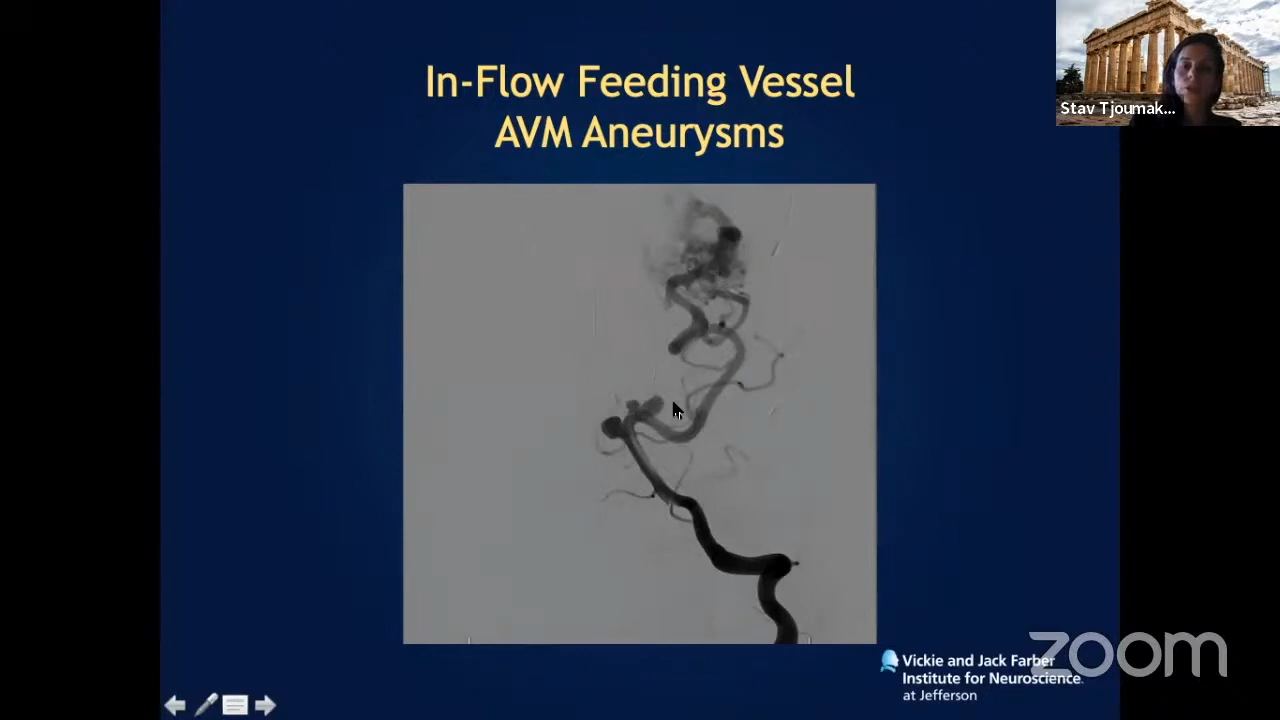 In-Flow Feeding Vessel
AVM Aneurysms
Stav Tjoumak...
Vickie and Jack Farber
Institute for Neuroscience
at Jefferson
zoom